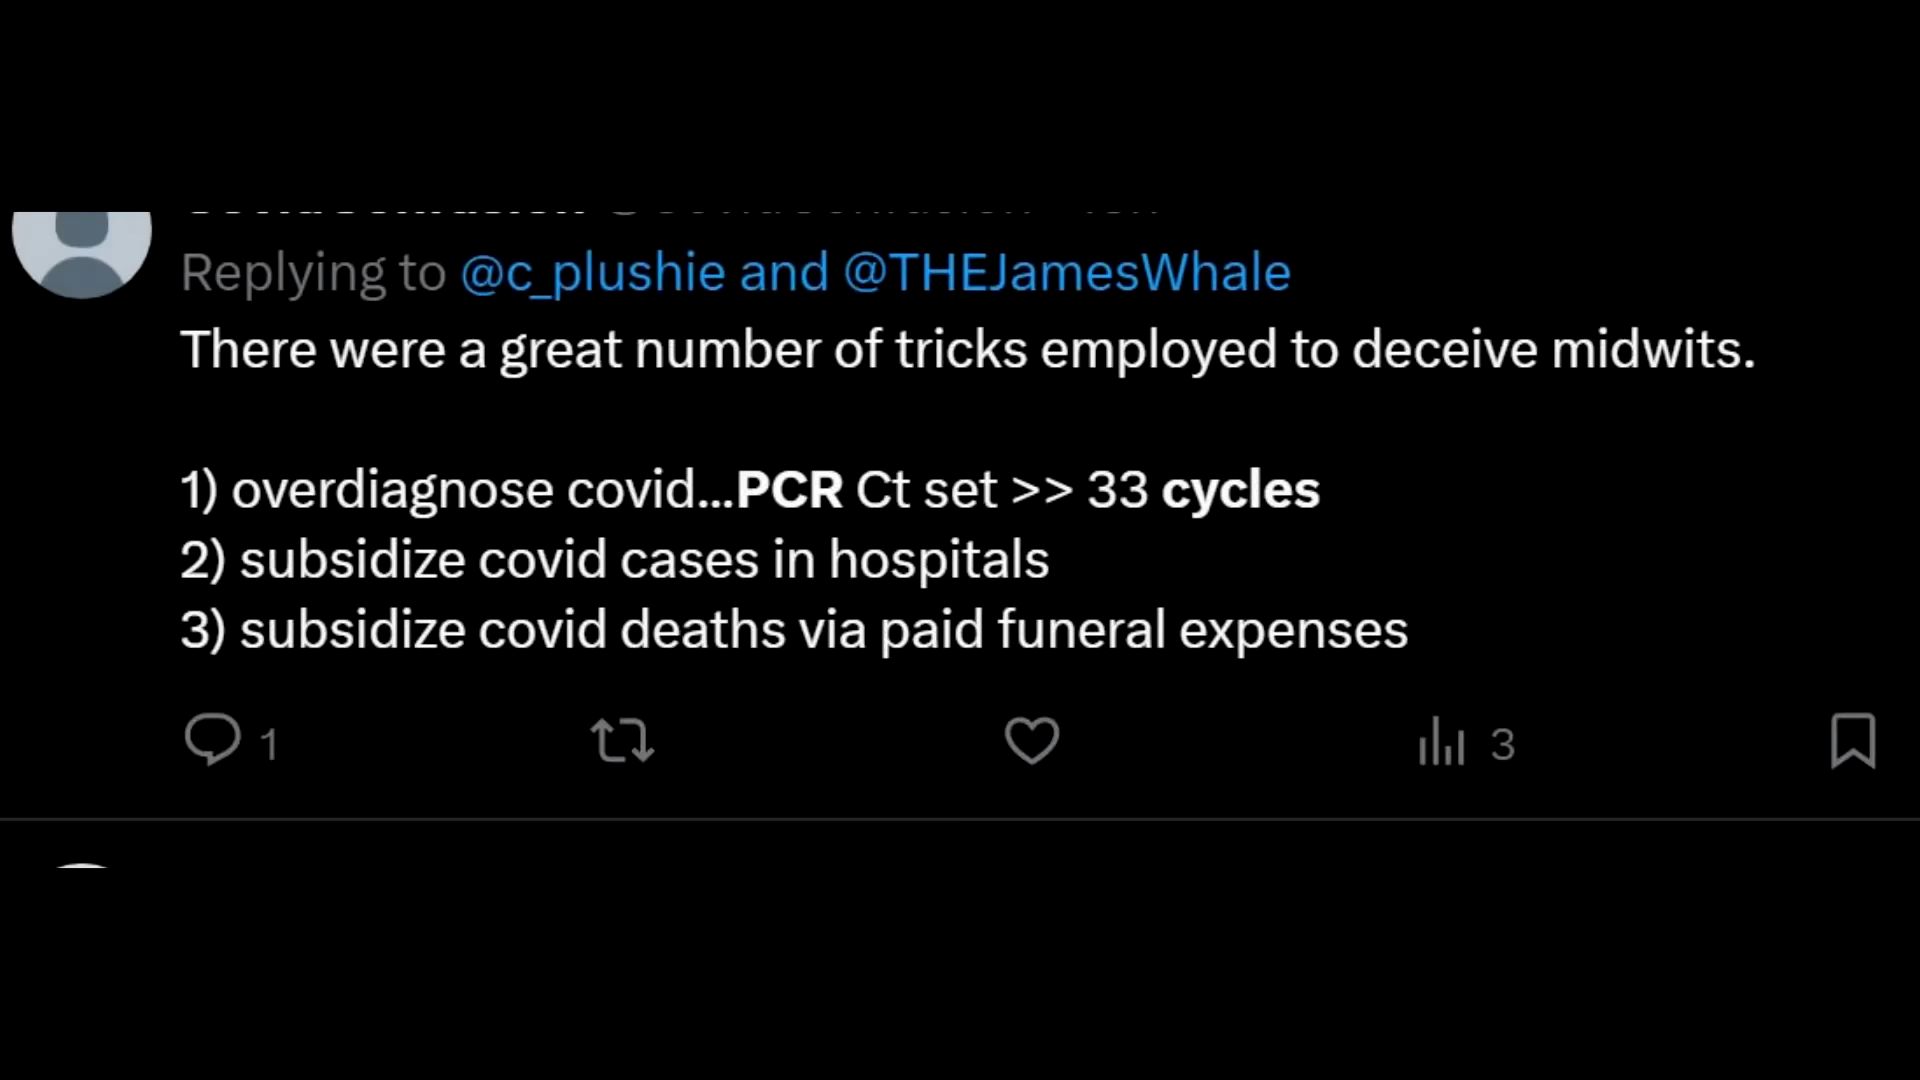 Replying to @c_plushie and @THEJamesWhale
There were a great number of tricks employed to deceive midwits.
1) overdiagnose covid...PCR Ct set >> 33 cycles
2) subsidize covid cases in hospitals
3) subsidize covid deaths via paid funeral expenses
1 3